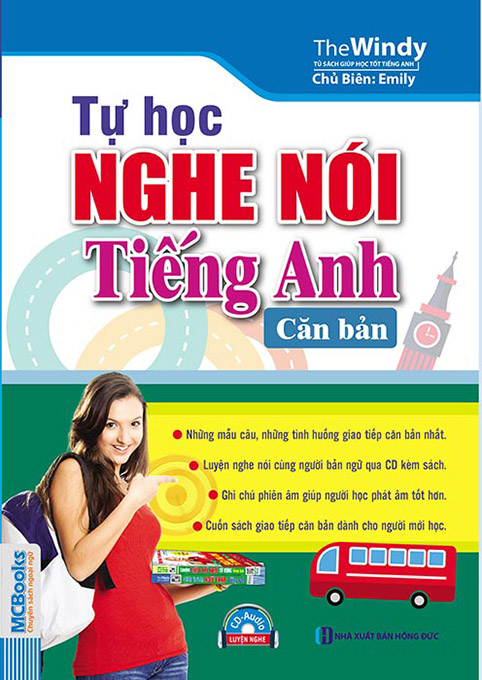 TheWindy
TỦ SÁCH GIÚP HỌC TỐT TIẾNG ANH
Chủ Biên: Emily
Tự học
NGHE NÓI
Tiếng Anh
Căn bản
Những mẫu câu, những tình huống giao tiếp căn bản nhất.
Luyện nghe nói cùng người bản ngữ qua CD kèm sách.
Ghi chú phiên âm giúp người học phát âm tốt hơn.
Cuốn sách giao tiếp căn bản dành cho người mới học.
MCBooks
Chuyên sách ngoại ngữ
CD-Audio
LUYỆN NGHE
NHÀ XUẤT BẢN HỒNG ĐỨC